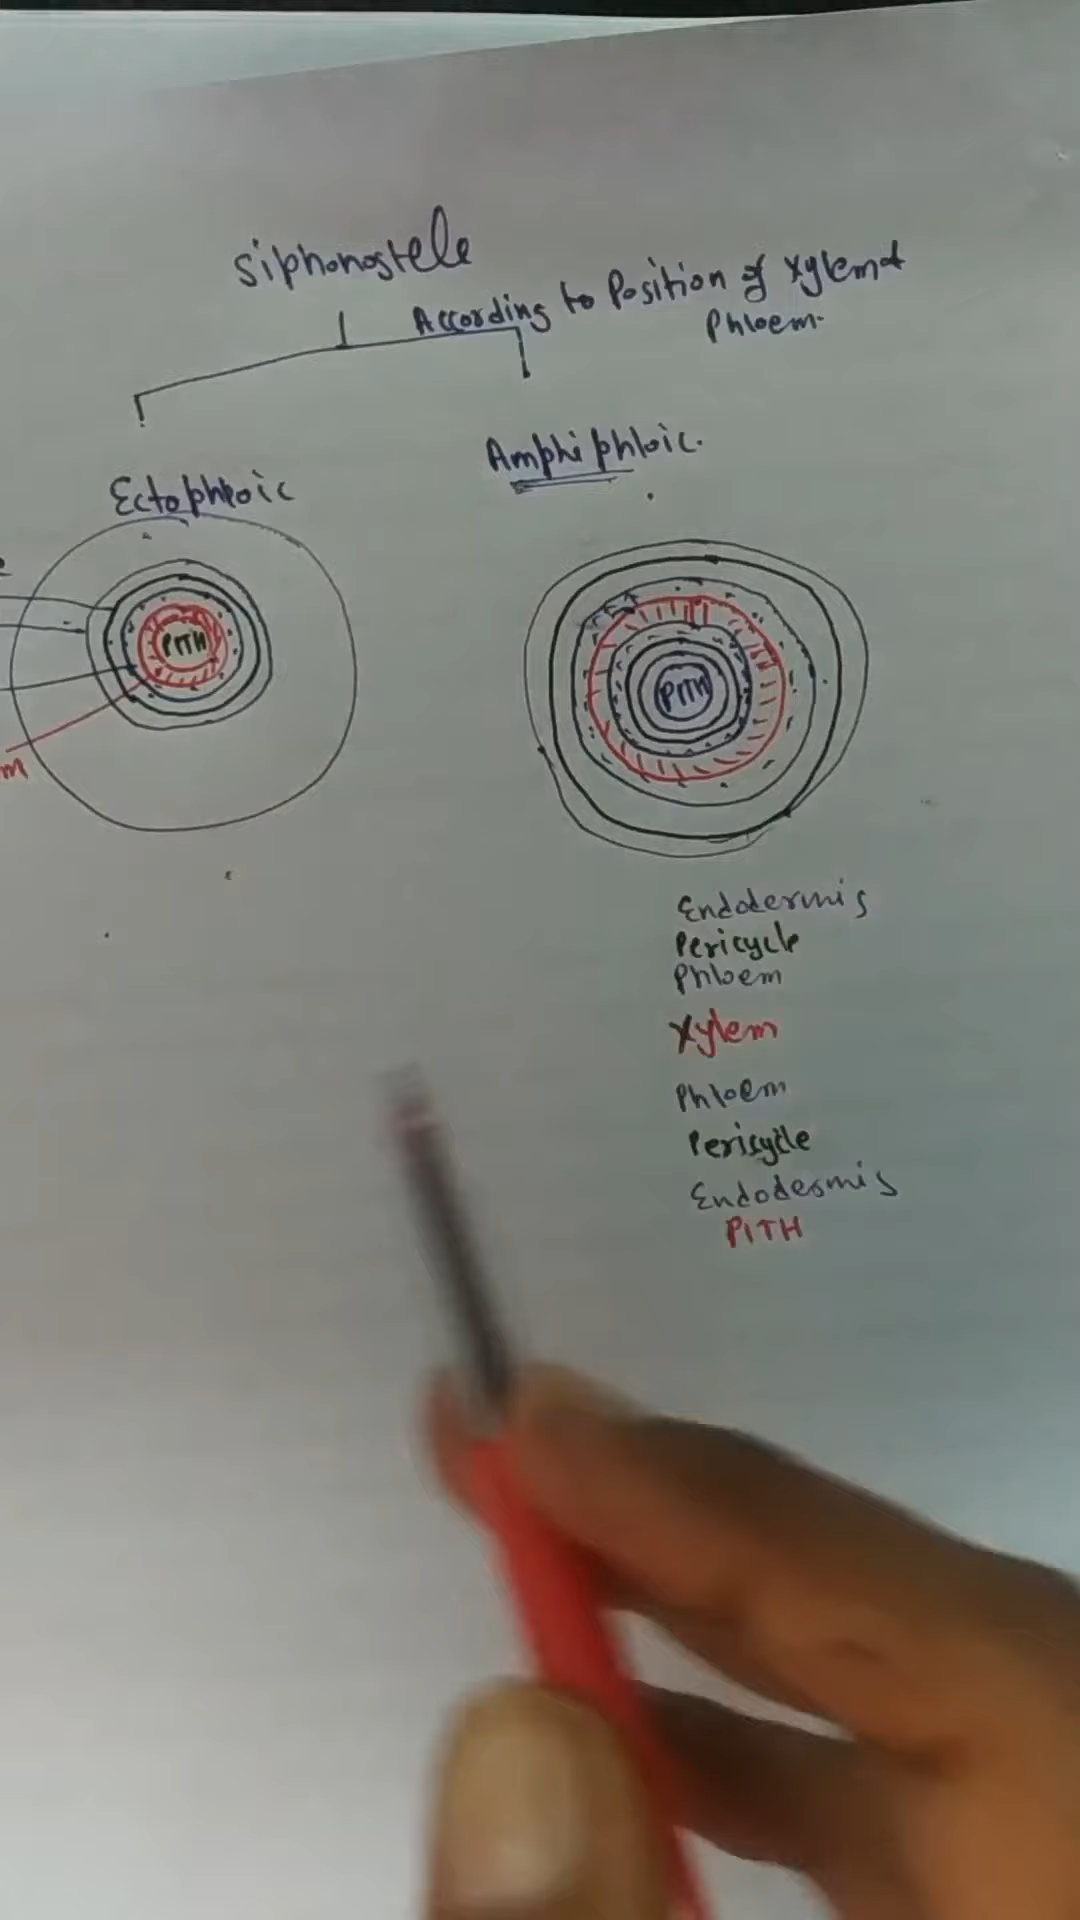 Siphonostele
According to Position of Xylem &
Phloem.
Amphiphloic.
Ectophloic
PITH
PITH
m
Endodermis
Pericycle
Phloem
Xylem
Phloem
Pericycle
Endodermis
PITH